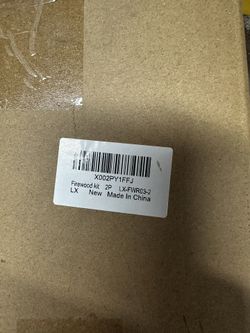 X002PY1FFJ
Firewood kit 2P LX-FWR03-2
LX New Made In China